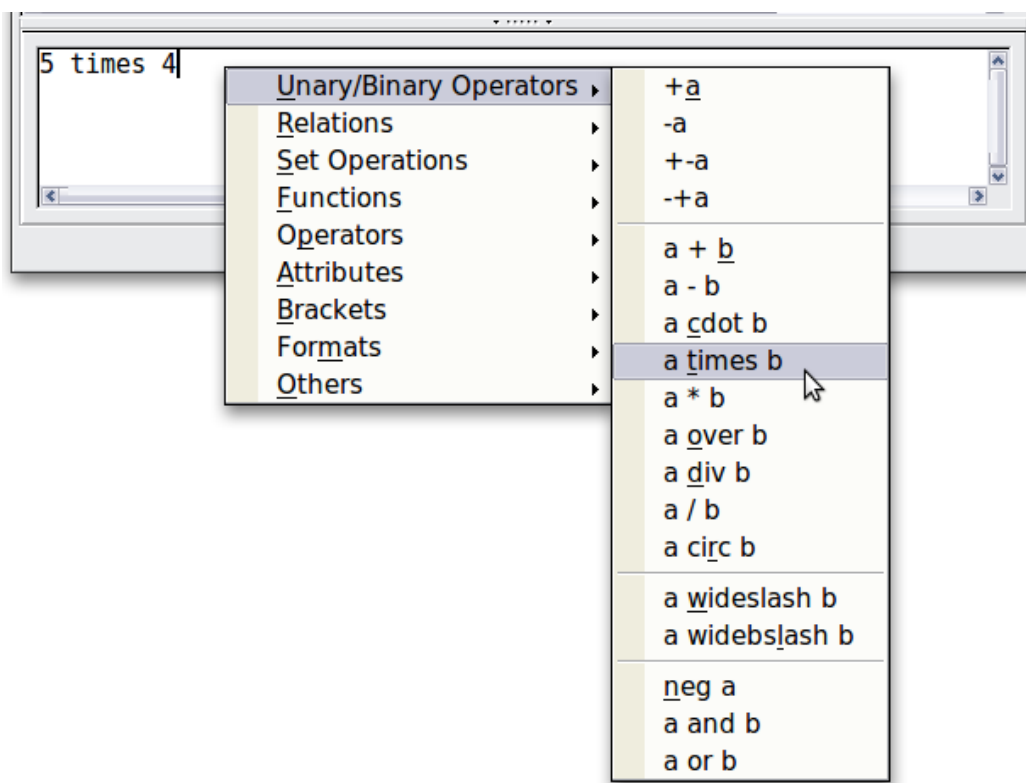 5 times 4
Unary/Binary Operators
Relations
Set Operations
Functions
Operators
Attributes
Brackets
Formats
Others
+a
-a
+-a
-+a
a + b
a - b
a cdot b
a times b
a * b
a over b
a div b
a / b
a circ b
a wideslash b
a widebslash b
neg a
a and b
a or b